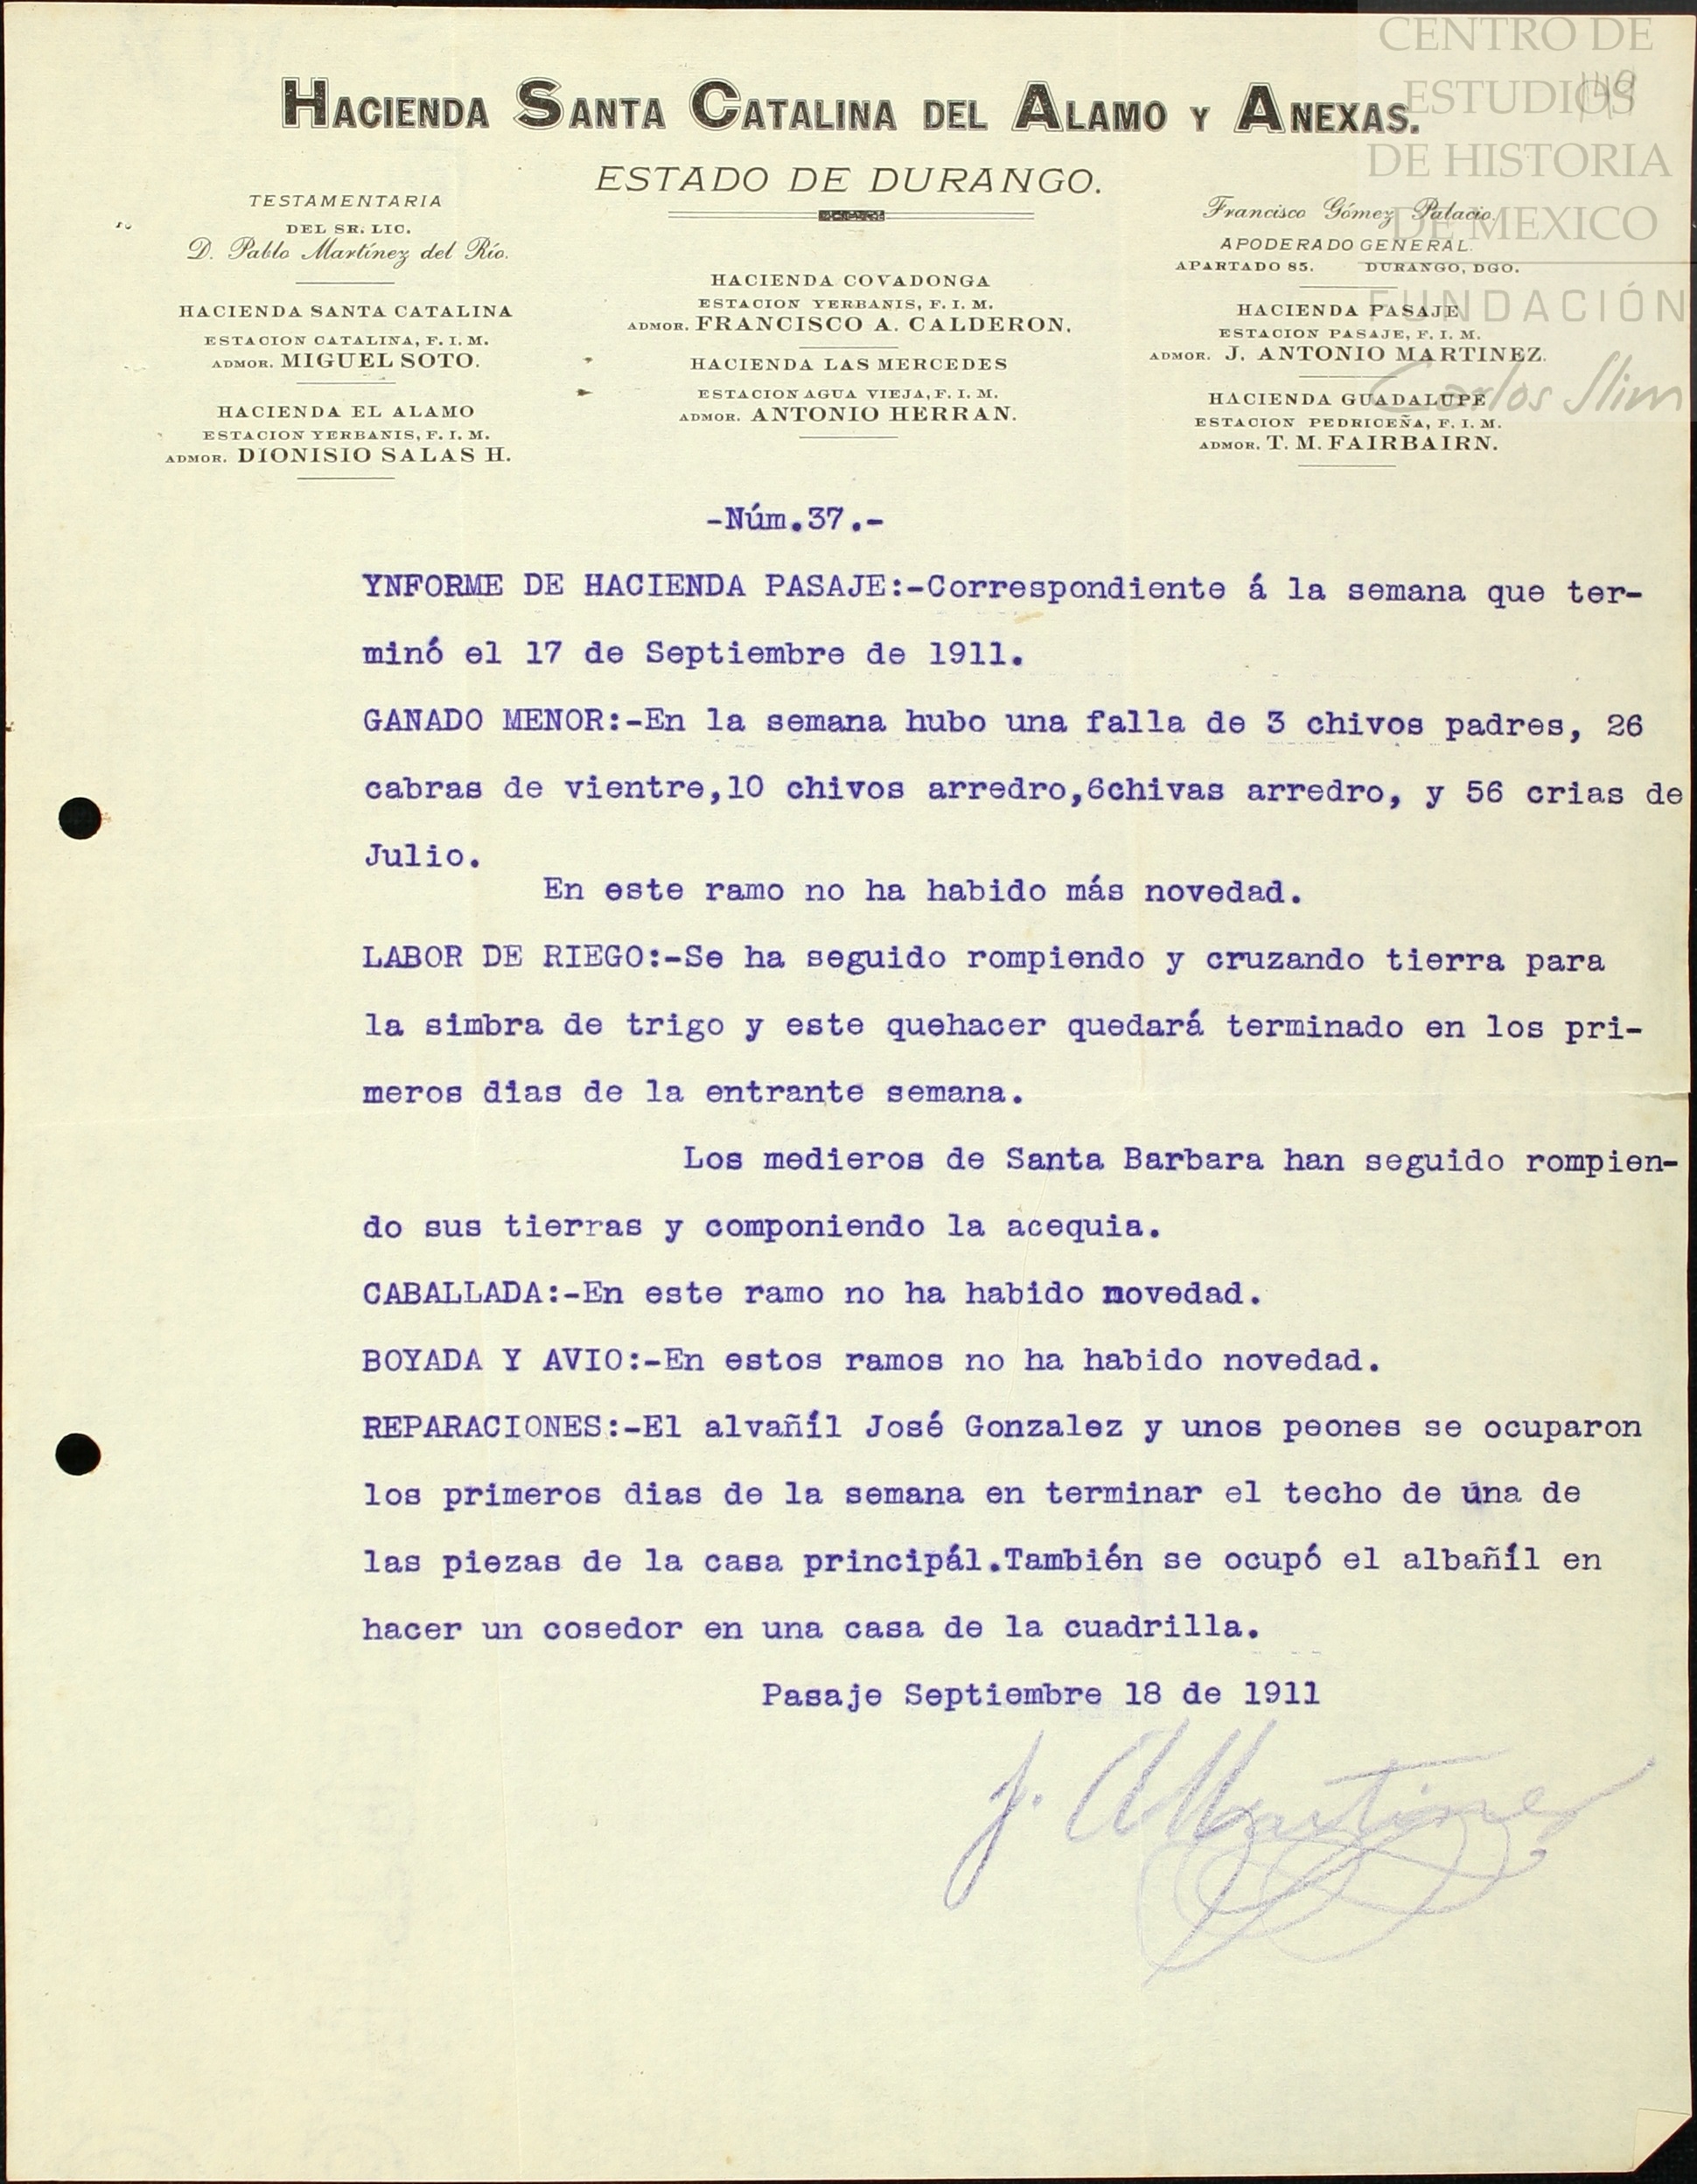 CENTRO DE
ESTUDIOS
DE HISTORIA
DE MEXICO
FUNDACIÓN
Carlos Slim
149
HACIENDA SANTA CATALINA DEL ALAMO Y ANEXAS.
ESTADO DE DURANGO.
TESTAMENTARIA
DEL SR. LIC.
D. Pablo Martínez del Río.
HACIENDA SANTA CATALINA
ESTACION CATALINA, F. I. M.
ADMOR. MIGUEL SOTO.
HACIENDA EL ALAMO
ESTACION YERBANIS, F. I. M.
ADMOR. DIONISIO SALAS H.
HACIENDA COVADONGA
ESTACION YERBANIS, F. I. M.
ADMOR. FRANCISCO A. CALDERON.
HACIENDA LAS MERCEDES
ESTACION AGUA VIEJA, F. I. M.
ADMOR. ANTONIO HERRAN.
Francisco Gómez Palacio.
APODERADO GENERAL.
APARTADO 85. DURANGO, DGO.
HACIENDA PASAJE
ESTACION PASAJE, F. I. M.
ADMOR. J. ANTONIO MARTINEZ.
HACIENDA GUADALUPE
ESTACION PEDRICEÑA, F. I. M.
ADMOR. T. M. FAIRBAIRN.
-Núm.37.-
YNFORME DE HACIENDA PASAJE:-Correspondiente á la semana que ter-
minó el 17 de Septiembre de 1911.
GANADO MENOR:-En la semana hubo una falla de 3 chivos padres, 26
cabras de vientre,10 chivos arredro,6chivas arredro, y 56 crias de
Julio.
En este ramo no ha habido más novedad.
LABOR DE RIEGO:-Se ha seguido rompiendo y cruzando tierra para
la simbra de trigo y este quehacer quedará terminado en los pri-
meros dias de la entrante semana.
Los medieros de Santa Barbara han seguido rompien-
do sus tierras y componiendo la acequia.
CABALLADA:-En este ramo no ha habido novedad.
BOYADA Y AVIO:-En estos ramos no ha habido novedad.
REPARACIONES:-El alvañíl José Gonzalez y unos peones se ocuparon
los primeros dias de la semana en terminar el techo de una de
las piezas de la casa principál.También se ocupó el albañíl en
hacer un cosedor en una casa de la cuadrilla.
Pasaje Septiembre 18 de 1911
J. A Martinez